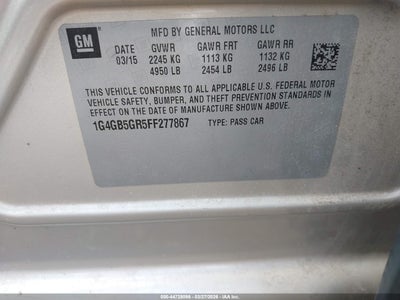 MFD BY GENERAL MOTORS LLC
GM
03/15 GVWR GAWR FRT GAWR RR
2245 KG 1113 KG 1132 KG
4950 LB 2454 LB 2496 LB
THIS VEHICLE CONFORMS TO ALL APPLICABLE U.S. FEDERAL MOTOR
VEHICLE SAFETY, BUMPER, AND THEFT PREVENTION STANDARDS IN
EFFECT ON THE DATE OF MANUFACTURE SHOWN ABOVE.
1G4GB5GR5FF277867 TYPE: PASS CAR